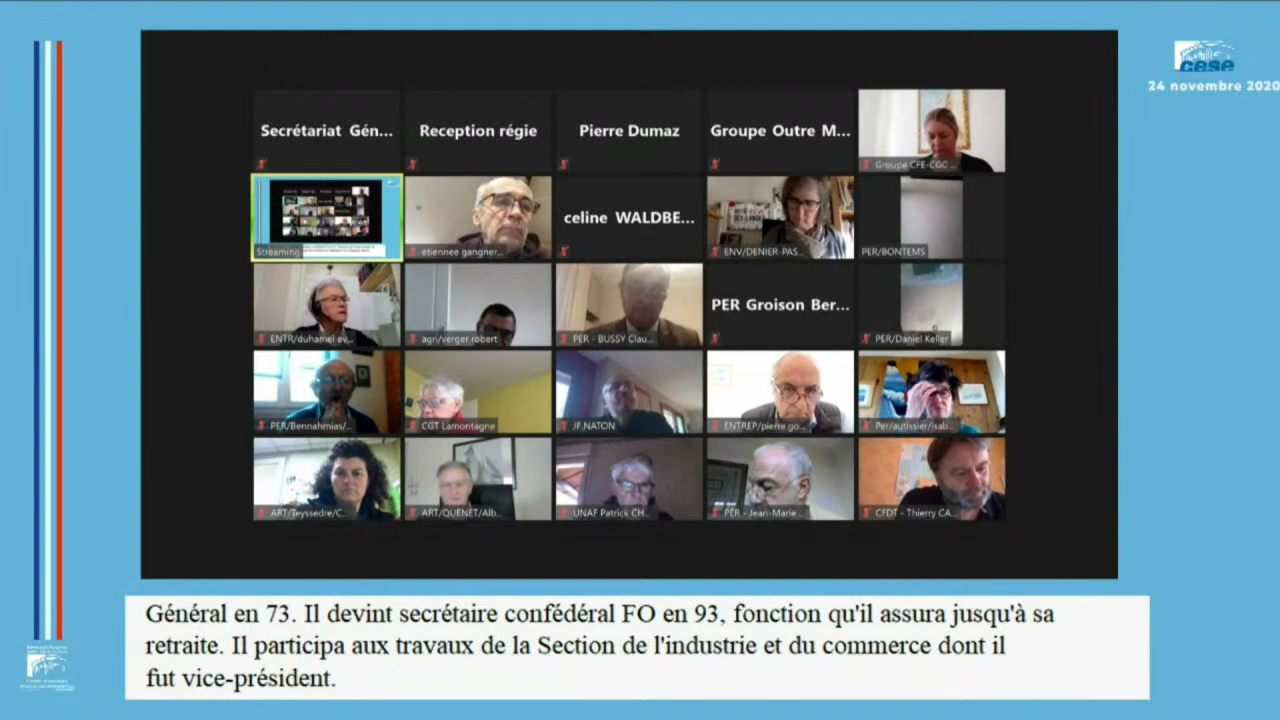 cese
24 novembre 2020
Secrétariat Gén...
Reception régie
Pierre Dumaz
Groupe Outre M...
Groupe CFE-CGC ...
Streaming
etiennee gangner...
celine WALDBE...
ENV/DENIER-PAS...
PER/BONTEMS
ENTR/duhamel ev...
agri/verger robert
PER - BUSSY Clau...
PER Groison Ber...
PER/Daniel Keller
PER/Bennahmias/...
CGT Lamontagne
JF.NATON
ENTREP/pierre go...
Per/autissier/isab...
ART/Teyssedre/C...
ART/QUENET/Alb...
UNAF Patrick CH...
PER - Jean-Marie ...
CFDT - Thierry CA...
Général en 73. Il devint secrétaire confédéral FO en 93, fonction qu'il assura jusqu'à sa
retraite. Il participa aux travaux de la Section de l'industrie et du commerce dont il
fut vice-président.